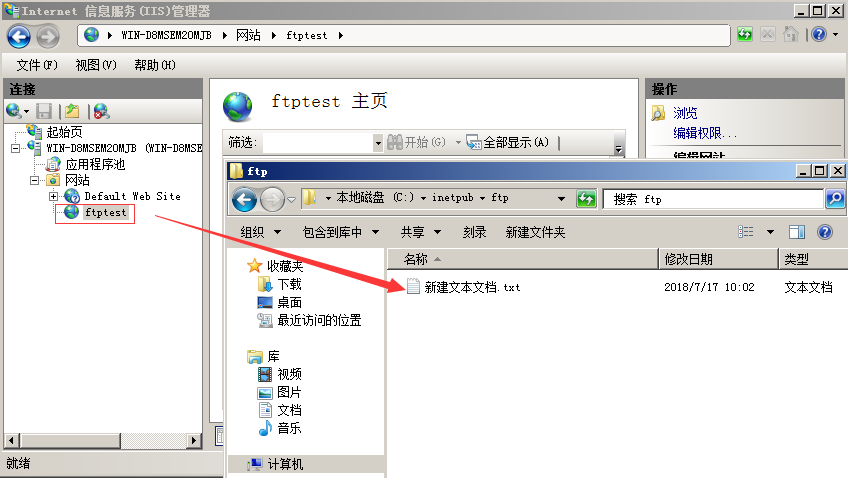 Internet 信息服务(IIS)管理器
WIN-D8MSEM2OMJB 网站 ftptest
文件(F) 视图(V) 帮助(H)
连接
起始页
WIN-D8MSEM2OMJB (WIN-D8MSE
应用程序池
网站
Default Web Site
ftptest
就绪
ftptest 主页
筛选: 开始(G) 全部显示(A)
操作
浏览
编辑权限...
编辑网站
ftp
本地磁盘 (C:) inetpub ftp
搜索 ftp
组织 包含到库中 共享 刻录 新建文件夹
收藏夹
下载
桌面
最近访问的位置
库
视频
图片
文档
音乐
计算机
名称 修改日期 类型
新建文本文档.txt 2018/7/17 10:02 文本文档